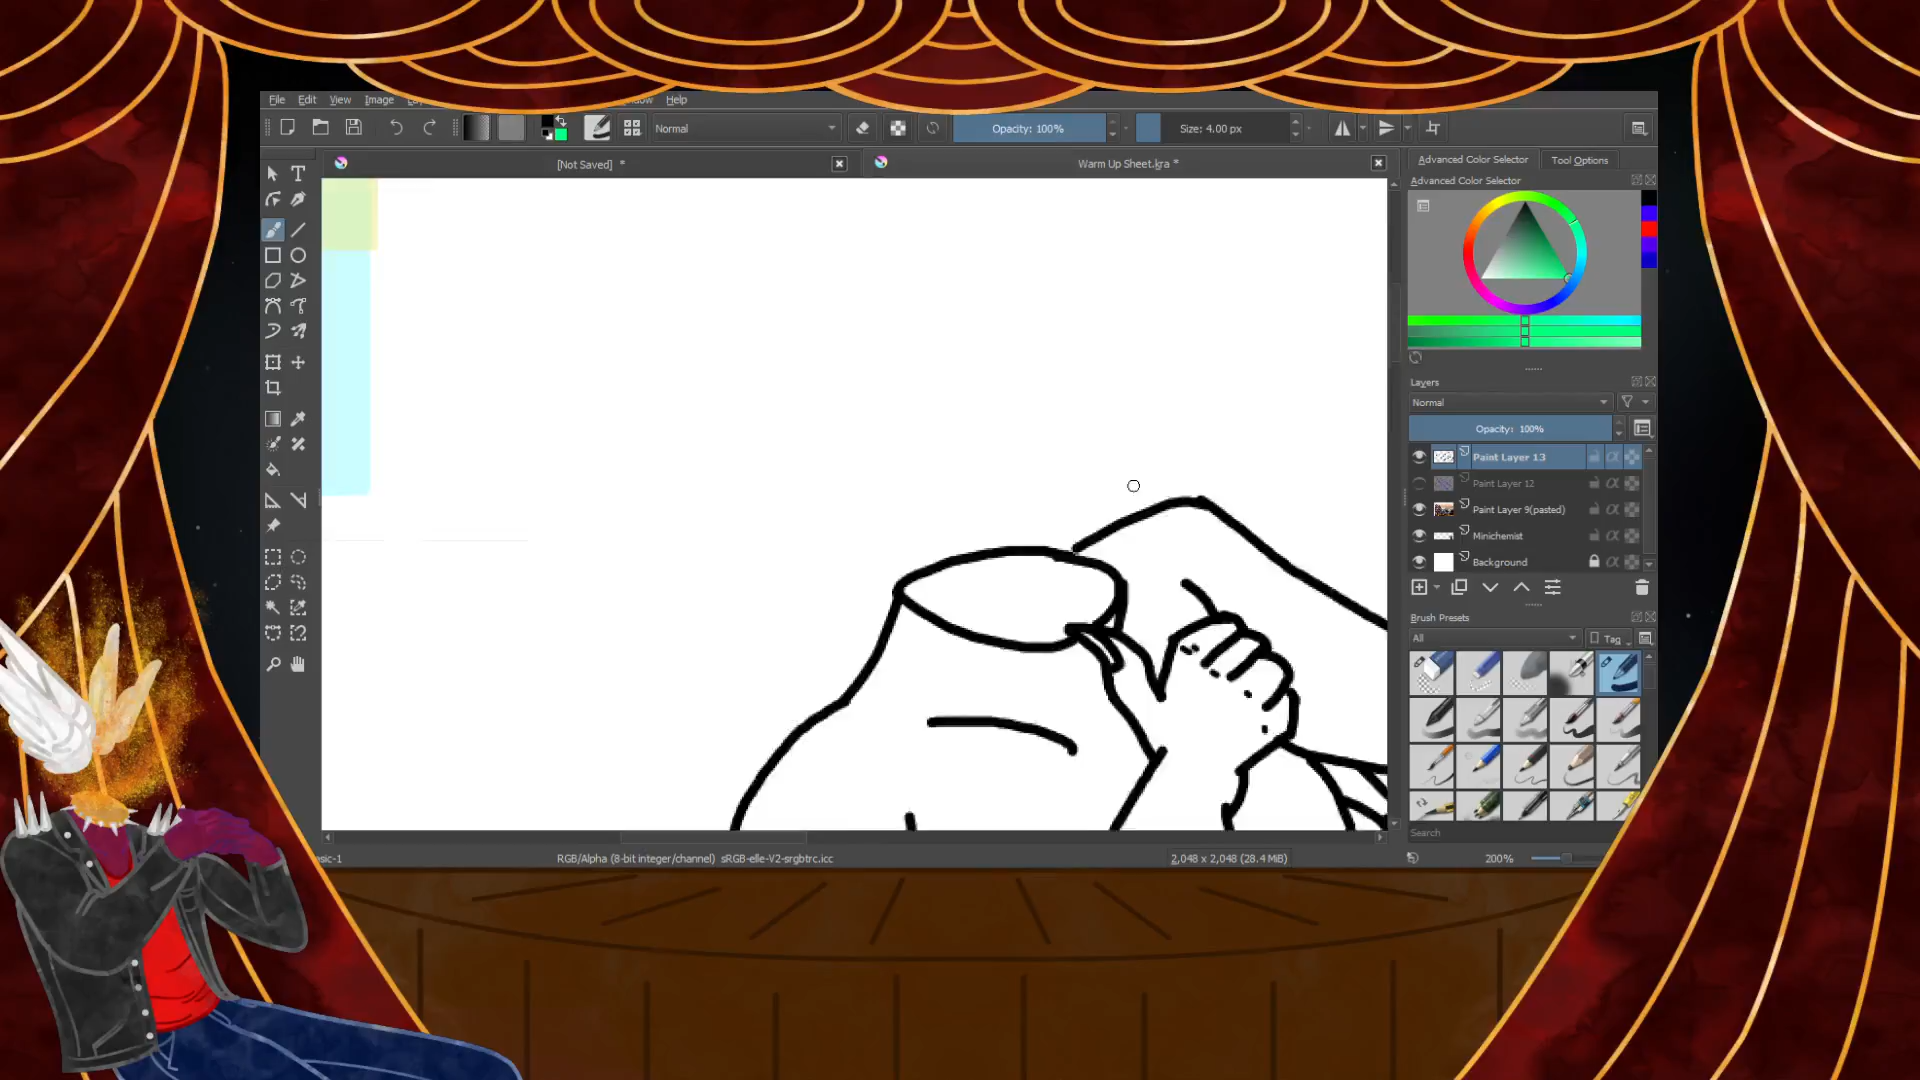 File Edit View Image Help
Normal
Opacity: 100%
Size: 4.00 px
[Not Saved] *
Warm Up Sheet.kra *
Advanced Color Selector
Tool Options
Advanced Color Selector
Layers
Normal
Opacity: 100%
Paint Layer 13
Paint Layer 12
Paint Layer 9(pasted)
Minichemist
Background
Brush Presets
All
Tag
Search
RGB/Alpha (8-bit integer/channel) sRGB-elle-V2-srgbtrc.icc
2,048 x 2,048 (28.4 MiB)
200%